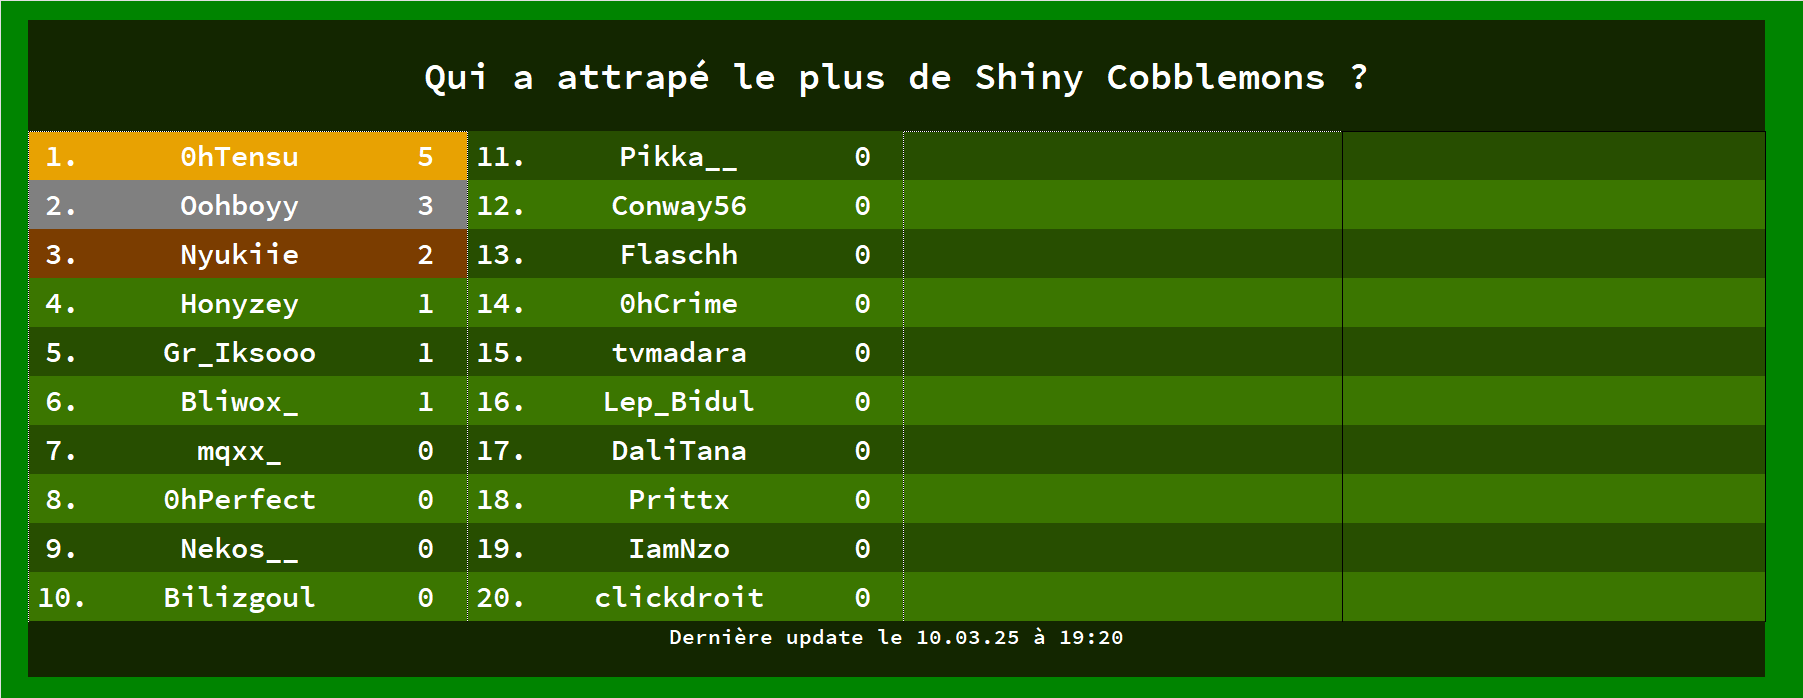 Qui a attrapé le plus de Shiny Cobblemons ?
1. 0hTensu 5
2. Oohboyy 3
3. Nyukiie 2
4. Honyzey 1
5. Gr_Iksooo 1
6. Bliwox_ 1
7. mqxx_ 0
8. 0hPerfect 0
9. Nekos__ 0
10. Bilizgoul 0
11. Pikka__ 0
12. Conway56 0
13. Flaschh 0
14. 0hCrime 0
15. tvmadara 0
16. Lep_Bidul 0
17. DaliTana 0
18. Prittx 0
19. IamNzo 0
20. clickdroit 0
Dernière update le 10.03.25 à 19:20